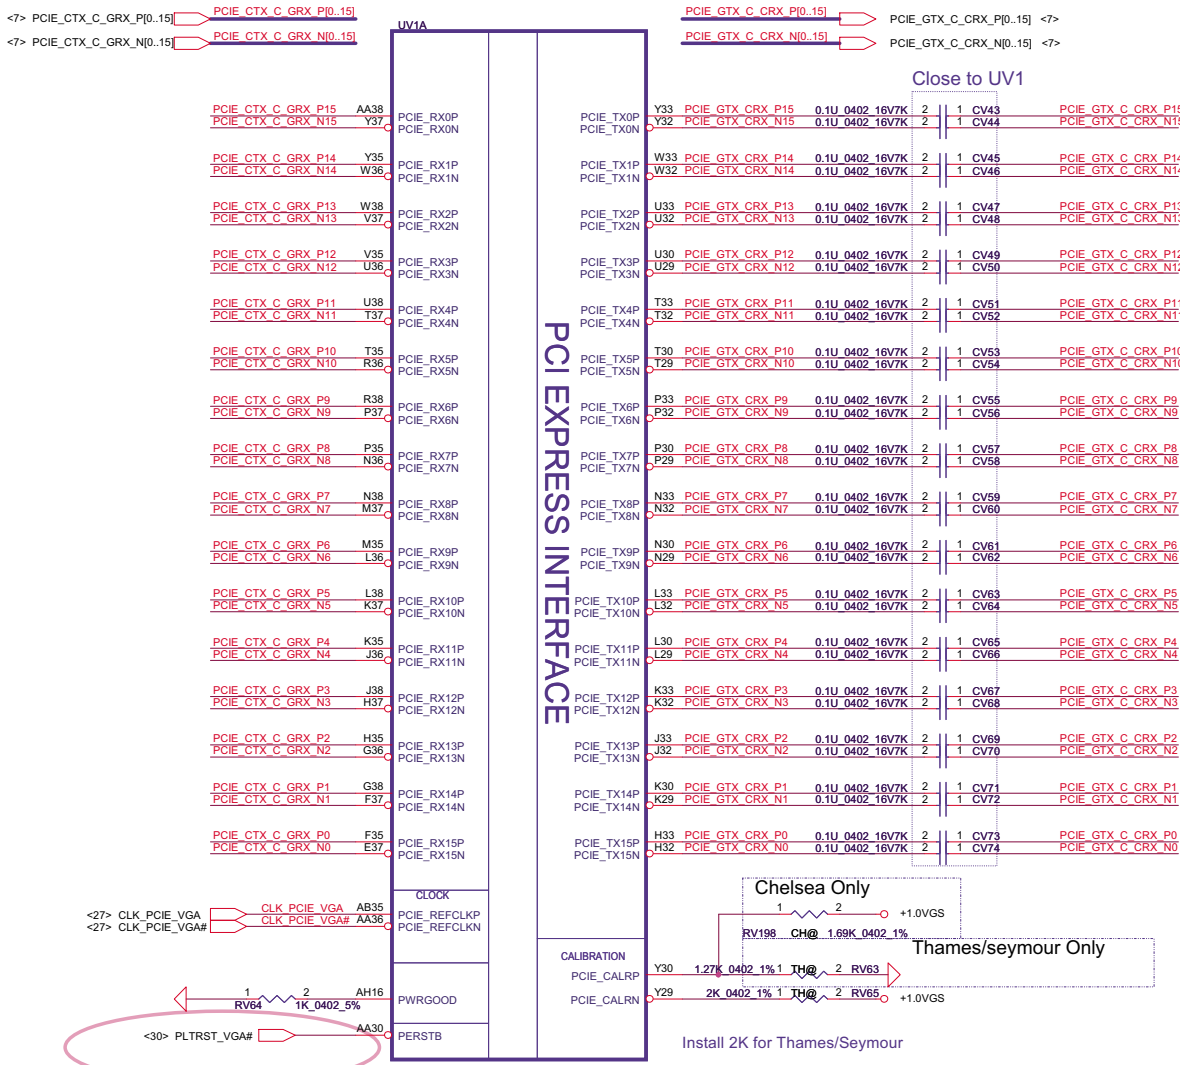 <7> PCIE_CTX_C_GRX_P[0..15] PCIE_CTX_C_GRX_P[0..15] PCIE_GTX_C_CRX_P[0..15] PCIE_GTX_C_CRX_P[0..15] <7>
<7> PCIE_CTX_C_GRX_N[0..15] PCIE_CTX_C_GRX_N[0..15] PCIE_GTX_C_CRX_N[0..15] PCIE_GTX_C_CRX_N[0..15] <7>
UV1A
Close to UV1
PCIE_CTX_C_GRX_P15 AA38 PCIE_RX0P PCIE_TX0P Y33 PCIE_GTX_CRX_P15 0.1U_0402_16V7K 2 1 CV43 PCIE_GTX_C_CRX_P15
PCIE_CTX_C_GRX_N15 Y37 PCIE_RX0N PCIE_TX0N Y32 PCIE_GTX_CRX_N15 0.1U_0402_16V7K 2 1 CV44 PCIE_GTX_C_CRX_N15
PCIE_CTX_C_GRX_P14 Y35 PCIE_RX1P PCIE_TX1P W33 PCIE_GTX_CRX_P14 0.1U_0402_16V7K 2 1 CV45 PCIE_GTX_C_CRX_P14
PCIE_CTX_C_GRX_N14 W36 PCIE_RX1N PCIE_TX1N W32 PCIE_GTX_CRX_N14 0.1U_0402_16V7K 2 1 CV46 PCIE_GTX_C_CRX_N14
PCIE_CTX_C_GRX_P13 W38 PCIE_RX2P PCIE_TX2P U33 PCIE_GTX_CRX_P13 0.1U_0402_16V7K 2 1 CV47 PCIE_GTX_C_CRX_P13
PCIE_CTX_C_GRX_N13 V37 PCIE_RX2N PCIE_TX2N U32 PCIE_GTX_CRX_N13 0.1U_0402_16V7K 2 1 CV48 PCIE_GTX_C_CRX_N13
PCIE_CTX_C_GRX_P12 V35 PCIE_RX3P PCIE_TX3P U30 PCIE_GTX_CRX_P12 0.1U_0402_16V7K 2 1 CV49 PCIE_GTX_C_CRX_P12
PCIE_CTX_C_GRX_N12 U36 PCIE_RX3N PCIE_TX3N U29 PCIE_GTX_CRX_N12 0.1U_0402_16V7K 2 1 CV50 PCIE_GTX_C_CRX_N12
PCIE_CTX_C_GRX_P11 U38 PCIE_RX4P PCIE_TX4P T33 PCIE_GTX_CRX_P11 0.1U_0402_16V7K 2 1 CV51 PCIE_GTX_C_CRX_P11
PCIE_CTX_C_GRX_N11 T37 PCIE_RX4N PCIE_TX4N T32 PCIE_GTX_CRX_N11 0.1U_0402_16V7K 2 1 CV52 PCIE_GTX_C_CRX_N11
PCIE_CTX_C_GRX_P10 T35 PCIE_RX5P PCIE_TX5P T30 PCIE_GTX_CRX_P10 0.1U_0402_16V7K 2 1 CV53 PCIE_GTX_C_CRX_P10
PCIE_CTX_C_GRX_N10 R36 PCIE_RX5N PCIE_TX5N T29 PCIE_GTX_CRX_N10 0.1U_0402_16V7K 2 1 CV54 PCIE_GTX_C_CRX_N10
PCIE_CTX_C_GRX_P9 R38 PCIE_RX6P PCIE_TX6P P33 PCIE_GTX_CRX_P9 0.1U_0402_16V7K 2 1 CV55 PCIE_GTX_C_CRX_P9
PCIE_CTX_C_GRX_N9 P37 PCIE_RX6N PCIE_TX6N P32 PCIE_GTX_CRX_N9 0.1U_0402_16V7K 2 1 CV56 PCIE_GTX_C_CRX_N9
PCIE_CTX_C_GRX_P8 P35 PCIE_RX7P PCIE_TX7P P30 PCIE_GTX_CRX_P8 0.1U_0402_16V7K 2 1 CV57 PCIE_GTX_C_CRX_P8
PCIE_CTX_C_GRX_N8 N36 PCIE_RX7N PCIE_TX7N P29 PCIE_GTX_CRX_N8 0.1U_0402_16V7K 2 1 CV58 PCIE_GTX_C_CRX_N8
PCI EXPRESS INTERFACE
PCIE_CTX_C_GRX_P7 N38 PCIE_RX8P PCIE_TX8P N33 PCIE_GTX_CRX_P7 0.1U_0402_16V7K 2 1 CV59 PCIE_GTX_C_CRX_P7
PCIE_CTX_C_GRX_N7 M37 PCIE_RX8N PCIE_TX8N N32 PCIE_GTX_CRX_N7 0.1U_0402_16V7K 2 1 CV60 PCIE_GTX_C_CRX_N7
PCIE_CTX_C_GRX_P6 M35 PCIE_RX9P PCIE_TX9P N30 PCIE_GTX_CRX_P6 0.1U_0402_16V7K 2 1 CV61 PCIE_GTX_C_CRX_P6
PCIE_CTX_C_GRX_N6 L36 PCIE_RX9N PCIE_TX9N N29 PCIE_GTX_CRX_N6 0.1U_0402_16V7K 2 1 CV62 PCIE_GTX_C_CRX_N6
PCIE_CTX_C_GRX_P5 L38 PCIE_RX10P PCIE_TX10P L33 PCIE_GTX_CRX_P5 0.1U_0402_16V7K 2 1 CV63 PCIE_GTX_C_CRX_P5
PCIE_CTX_C_GRX_N5 K37 PCIE_RX10N PCIE_TX10N L32 PCIE_GTX_CRX_N5 0.1U_0402_16V7K 2 1 CV64 PCIE_GTX_C_CRX_N5
PCIE_CTX_C_GRX_P4 K35 PCIE_RX11P PCIE_TX11P L30 PCIE_GTX_CRX_P4 0.1U_0402_16V7K 2 1 CV65 PCIE_GTX_C_CRX_P4
PCIE_CTX_C_GRX_N4 J36 PCIE_RX11N PCIE_TX11N L29 PCIE_GTX_CRX_N4 0.1U_0402_16V7K 2 1 CV66 PCIE_GTX_C_CRX_N4
PCIE_CTX_C_GRX_P3 J38 PCIE_RX12P PCIE_TX12P K33 PCIE_GTX_CRX_P3 0.1U_0402_16V7K 2 1 CV67 PCIE_GTX_C_CRX_P3
PCIE_CTX_C_GRX_N3 H37 PCIE_RX12N PCIE_TX12N K32 PCIE_GTX_CRX_N3 0.1U_0402_16V7K 2 1 CV68 PCIE_GTX_C_CRX_N3
PCIE_CTX_C_GRX_P2 H35 PCIE_RX13P PCIE_TX13P J33 PCIE_GTX_CRX_P2 0.1U_0402_16V7K 2 1 CV69 PCIE_GTX_C_CRX_P2
PCIE_CTX_C_GRX_N2 G36 PCIE_RX13N PCIE_TX13N J32 PCIE_GTX_CRX_N2 0.1U_0402_16V7K 2 1 CV70 PCIE_GTX_C_CRX_N2
PCIE_CTX_C_GRX_P1 G38 PCIE_RX14P PCIE_TX14P K30 PCIE_GTX_CRX_P1 0.1U_0402_16V7K 2 1 CV71 PCIE_GTX_C_CRX_P1
PCIE_CTX_C_GRX_N1 F37 PCIE_RX14N PCIE_TX14N K29 PCIE_GTX_CRX_N1 0.1U_0402_16V7K 2 1 CV72 PCIE_GTX_C_CRX_N1
PCIE_CTX_C_GRX_P0 F35 PCIE_RX15P PCIE_TX15P H33 PCIE_GTX_CRX_P0 0.1U_0402_16V7K 2 1 CV73 PCIE_GTX_C_CRX_P0
PCIE_CTX_C_GRX_N0 E37 PCIE_RX15N PCIE_TX15N H32 PCIE_GTX_CRX_N0 0.1U_0402_16V7K 2 1 CV74 PCIE_GTX_C_CRX_N0
CLOCK Chelsea Only
<27> CLK_PCIE_VGA CLK_PCIE_VGA AB35 PCIE_REFCLKP 1 2 +1.0VGS
<27> CLK_PCIE_VGA# CLK_PCIE_VGA# AA36 PCIE_REFCLKN RV198 CH@ 1.69K_0402_1%
Thames/seymour Only
CALIBRATION
PCIE_CALRP Y30 1.27K_0402_1% 1 TH@ 2 RV63
1 2 AH16 PWRGOOD PCIE_CALRN Y29 2K_0402_1% 1 TH@ 2 RV65 +1.0VGS
RV64 1K_0402_5%
<30> PLTRST_VGA# AA30 PERSTB
Install 2K for Thames/Seymour